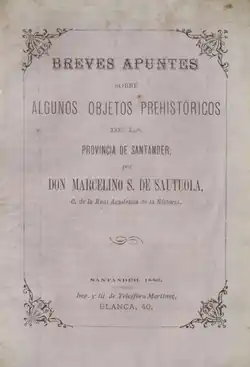 BREVES APUNTES
SOBRE
ALGUNOS OBJETOS PREHISTÓRICOS
DE LA
PROVINCIA DE SANTANDER,
por
DON MARCELINO S. DE SAUTUOLA,
C. de la Real Academia de la Historia.
SANTANDER 1880.
Imp. y lit. de Telesforo Martinez,
BLANCA, 40.